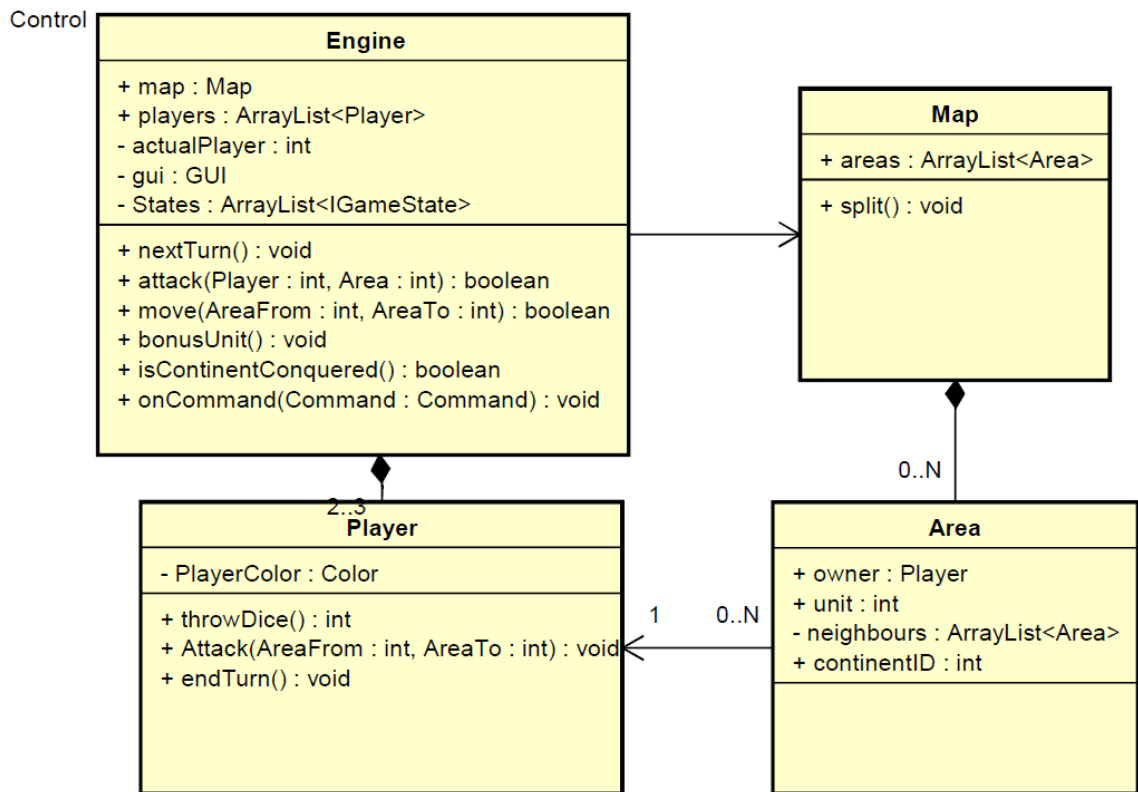 Control
Engine
+ map : Map
+ players : ArrayList<Player>
- actualPlayer : int
- gui : GUI
- States : ArrayList<IGameState>
+ nextTurn() : void
+ attack(Player : int, Area : int) : boolean
+ move(AreaFrom : int, AreaTo : int) : boolean
+ bonusUnit() : void
+ isContinentConquered() : boolean
+ onCommand(Command : Command) : void
Map
+ areas : ArrayList<Area>
+ split() : void
2..3
0..N
Player
- PlayerColor : Color
+ throwDice() : int
+ Attack(AreaFrom : int, AreaTo : int) : void
+ endTurn() : void
1
0..N
Area
+ owner : Player
+ unit : int
- neighbours : ArrayList<Area>
+ continentID : int